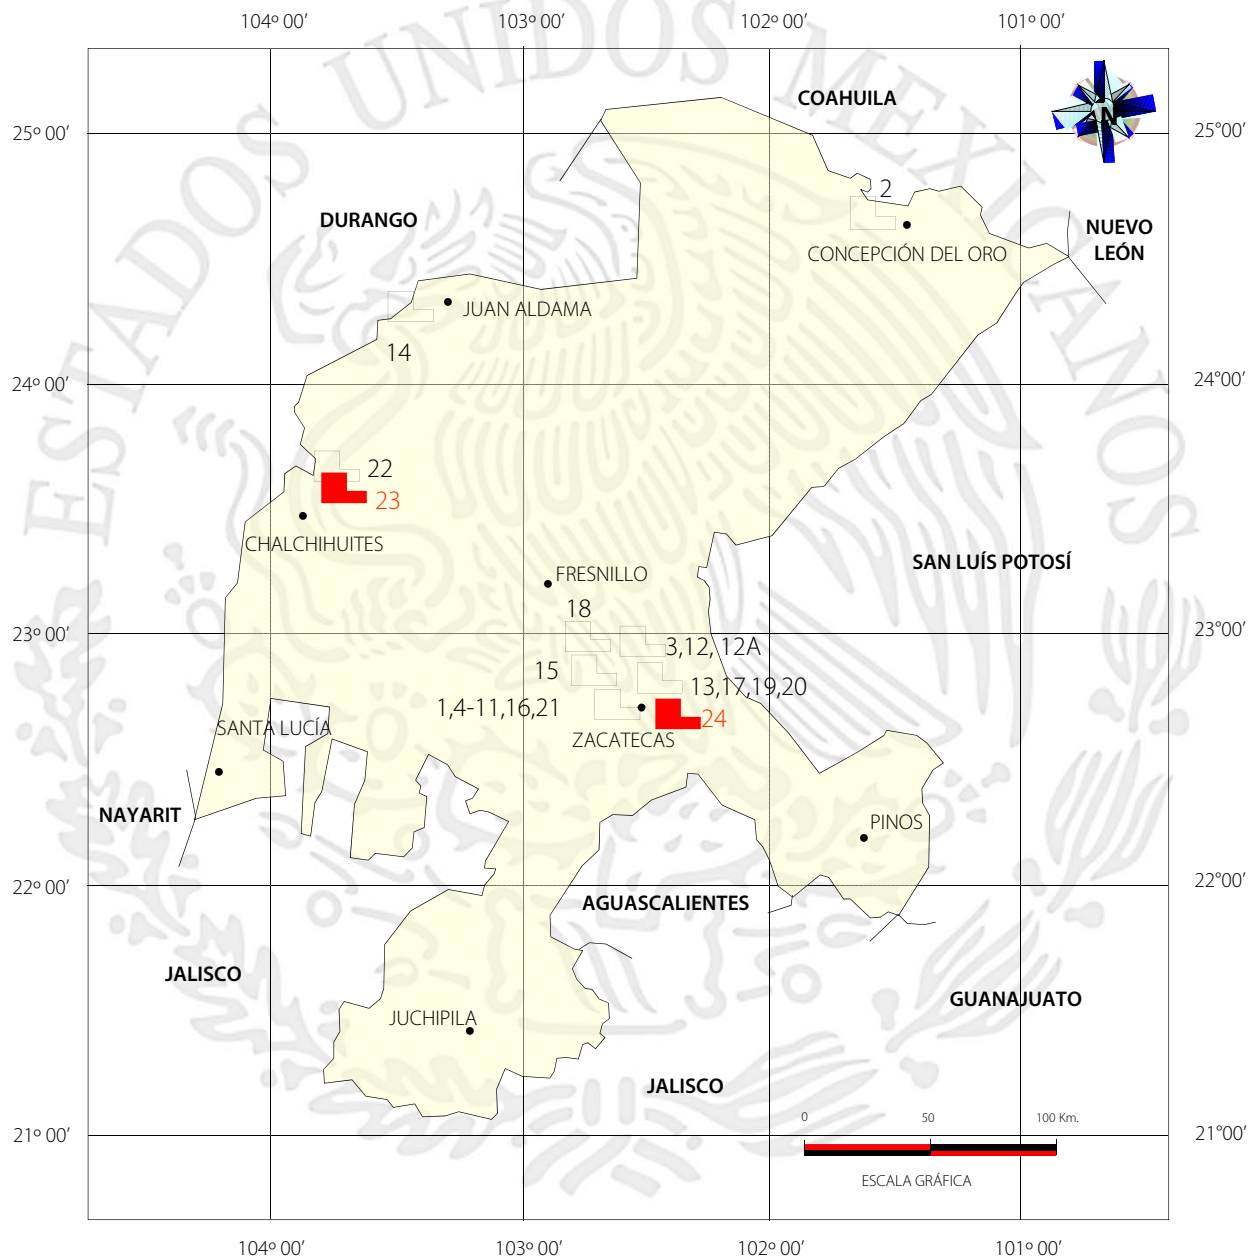 104º 00’ 103º 00’ 102º 00’ 101º 00’
ESTADOS UNIDOS MEXICANOS
COAHUILA
N
25º 00’ 25°00’
2
DURANGO
NUEVO
LEÓN
CONCEPCIÓN DEL ORO
JUAN ALDAMA
14
24º 00’ 24°00’
22
23
CHALCHIHUITES
SAN LUÍS POTOSÍ
FRESNILLO
18
23º 00’ 23°00’
3,12, 12A
15
13,17,19,20
1,4-11,16,21
24
SANTA LUCÍA
ZACATECAS
NAYARIT
PINOS
22º 00’ 22°00’
AGUASCALIENTES
JALISCO
GUANAJUATO
JUCHIPILA
JALISCO
0 50 100 Km.
21º 00’ 21°00’
ESCALA GRÁFICA
104º 00’ 103º 00’ 102º 00’ 101º 00’